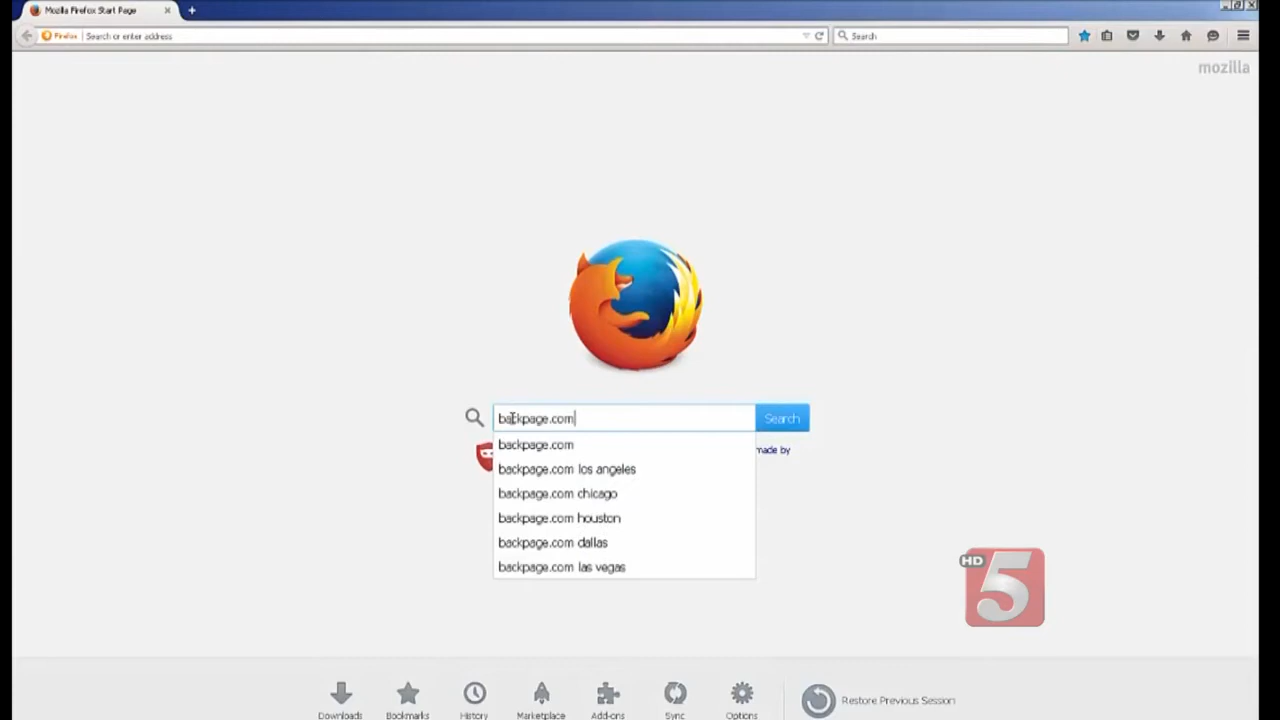 Mozilla Firefox Start Page
Firefox
Search or enter address
Search
mozilla
backpage.com
Search
backpage.com
made by
backpage.com los angeles
backpage.com chicago
backpage.com houston
backpage.com dallas
backpage.com las vegas
HD
5
Downloads
Bookmarks
History
Marketplace
Add-ons
Sync
Options
Restore Previous Session